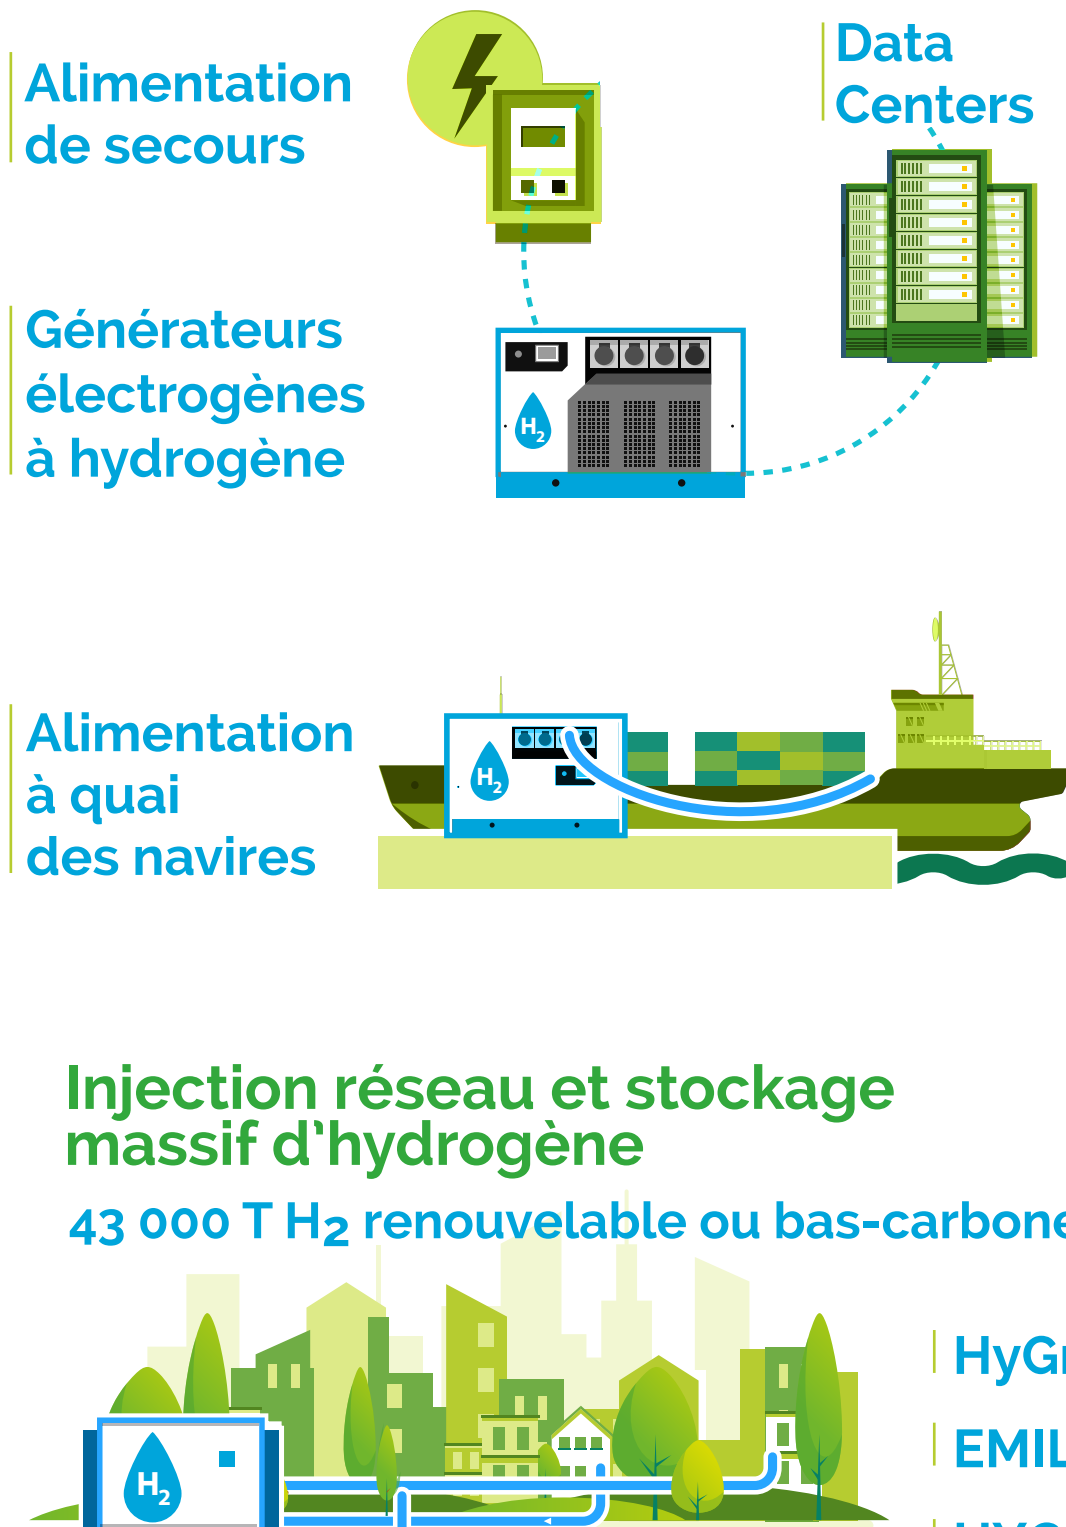 Alimentation
de secours
Data
Centers
Générateurs
électrogènes
à hydrogène
H2
Alimentation
à quai
des navires
H2
Injection réseau et stockage
massif d'hydrogène
43 000 T H2 renouvelable ou bas-carbone
H2